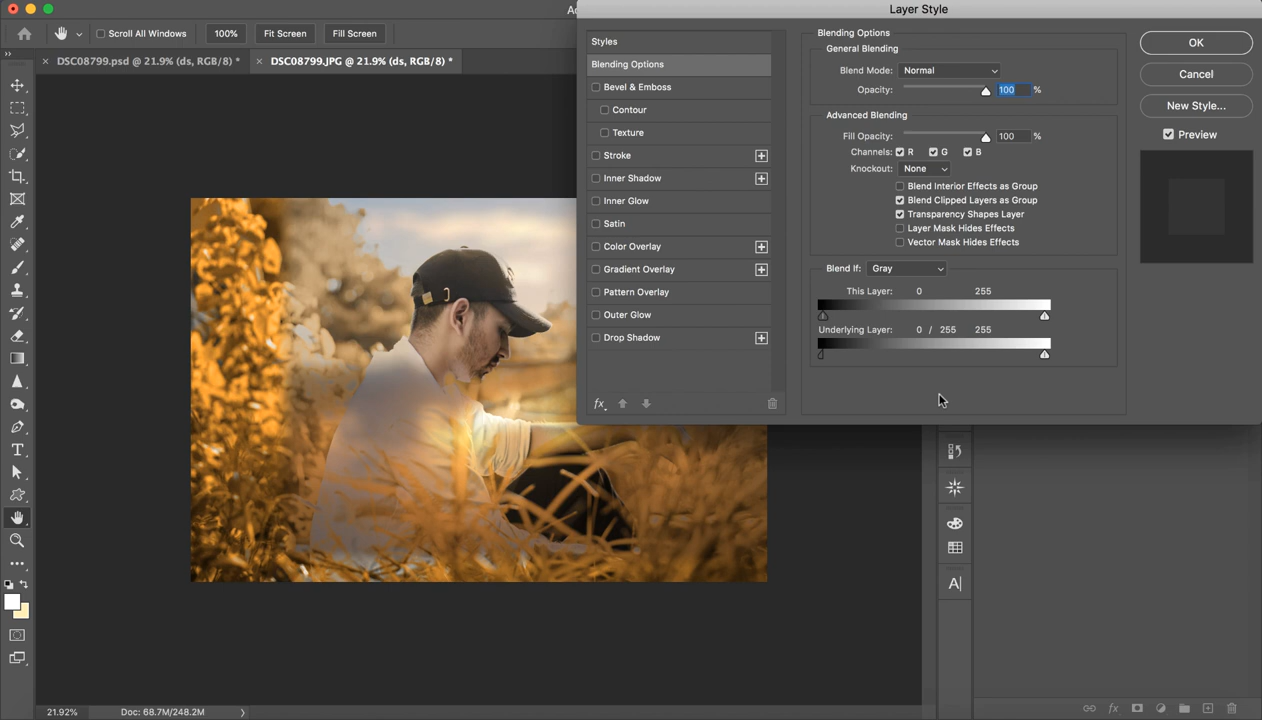 Ac
Layer Style
Scroll All Windows
100%
Fit Screen
Fill Screen
DSC08799.psd @ 21.9% (ds, RGB/8) *
DSC08799.JPG @ 21.9% (ds, RGB/8) *
Styles
Blending Options
Bevel & Emboss
Contour
Texture
Stroke
Inner Shadow
Inner Glow
Satin
Color Overlay
Gradient Overlay
Pattern Overlay
Outer Glow
Drop Shadow
fx
Blending Options
General Blending
Blend Mode: Normal
Opacity: 100 %
Advanced Blending
Fill Opacity: 100 %
Channels: R G B
Knockout: None
Blend Interior Effects as Group
Blend Clipped Layers as Group
Transparency Shapes Layer
Layer Mask Hides Effects
Vector Mask Hides Effects
Blend If: Gray
This Layer: 0 255
Underlying Layer: 0 / 255 255
OK
Cancel
New Style...
Preview
T
A
fx
21.92%
Doc: 68.7M/248.2M